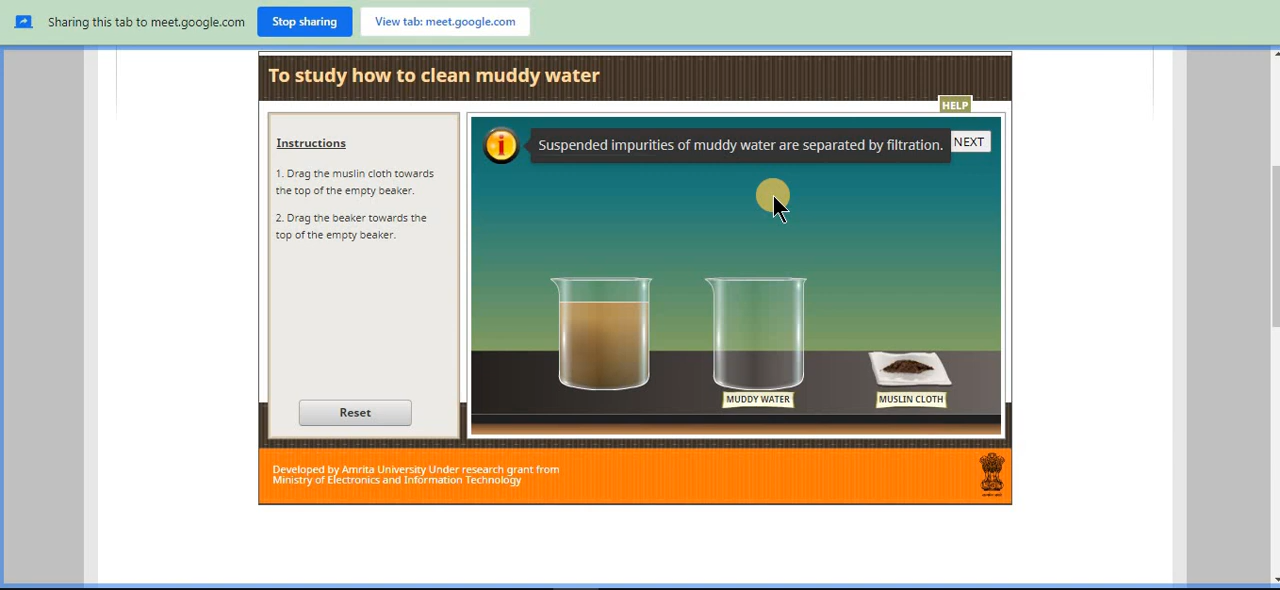 Sharing this tab to meet.google.com
Stop sharing
View tab: meet.google.com
To study how to clean muddy water
HELP
Instructions
1. Drag the muslin cloth towards
the top of the empty beaker.
2. Drag the beaker towards the
top of the empty beaker.
Reset
i
Suspended impurities of muddy water are separated by filtration.
NEXT
MUDDY WATER
MUSLIN CLOTH
Developed by Amrita University Under research grant from
Ministry of Electronics and Information Technology